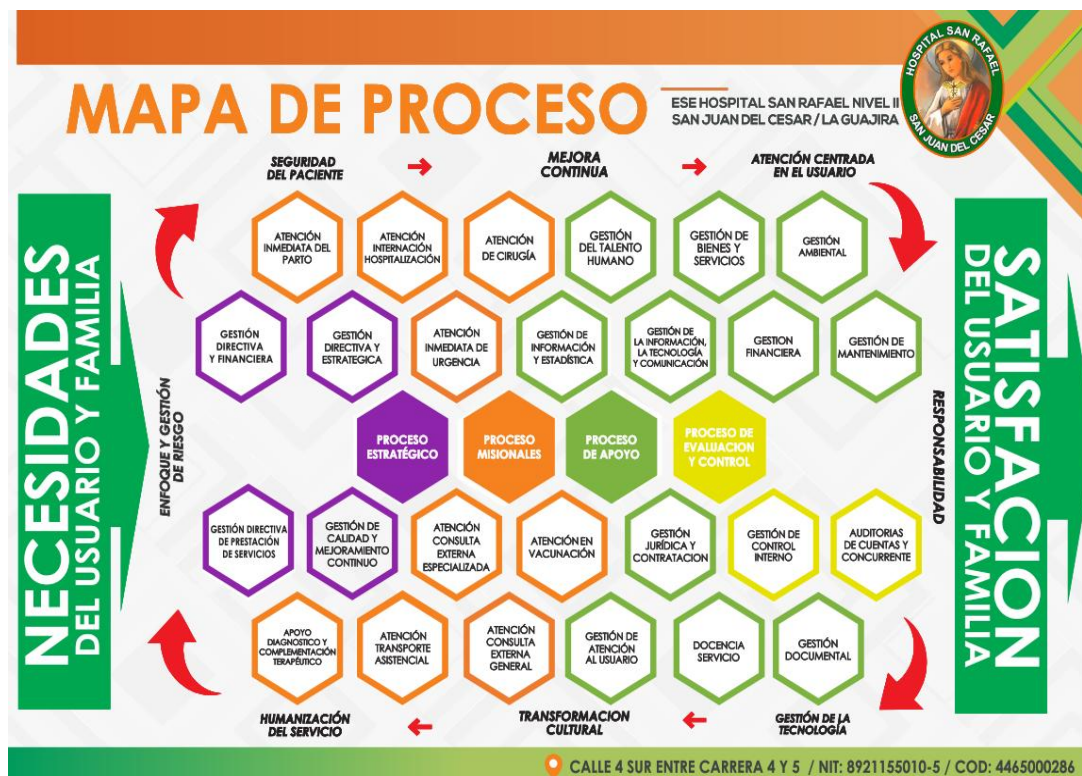 HOSPITAL SAN RAFAEL
SAN JUAN DEL CESAR
MAPA DE PROCESO
ESE HOSPITAL SAN RAFAEL NIVEL II
SAN JUAN DEL CESAR / LA GUAJIRA
SEGURIDAD
DEL PACIENTE
MEJORA
CONTINUA
ATENCIÓN CENTRADA
EN EL USUARIO
NECESIDADES
DEL USUARIO Y FAMILIA
ENFOQUE Y GESTIÓN
DE RIESGO
ATENCIÓN
INMEDIATA DEL
PARTO
ATENCIÓN
INTERNACIÓN
HOSPITALIZACIÓN
ATENCIÓN
DE CIRUGÍA
GESTIÓN
DEL TALENTO
HUMANO
GESTIÓN DE
BIENES Y
SERVICIOS
GESTIÓN
AMBIENTAL
GESTIÓN
DIRECTIVA
Y FINANCIERA
GESTIÓN
DIRECTIVA Y
ESTRATEGICA
ATENCIÓN
INMEDIATA DE
URGENCIA
GESTIÓN DE
INFORMACIÓN
Y ESTADÍSTICA
GESTIÓN DE
LA INFORMACIÓN,
LA TECNOLOGÍA
Y COMUNICACIÓN
GESTION
FINANCIERA
GESTIÓN DE
MANTENIMIENTO
PROCESO
ESTRATÉGICO
PROCESO
MISIONALES
PROCESO
DE APOYO
PROCESO DE
EVALUACION
Y CONTROL
GESTIÓN DIRECTIVA
DE PRESTACIÓN
DE SERVICIOS
GESTIÓN DE
CALIDAD Y
MEJORAMIENTO
CONTINUO
ATENCIÓN
CONSULTA
EXTERNA
ESPECIALIZADA
ATENCIÓN EN
VACUNACIÓN
GESTIÓN
JURÍDICA Y
CONTRATACION
GESTIÓN DE
CONTROL
INTERNO
AUDITORIAS
DE CUENTAS Y
CONCURRENTE
APOYO
DIAGNOSTICO Y
COMPLEMENTACIÓN
TERAPÉUTICO
ATENCIÓN
TRANSPORTE
ASISTENCIAL
ATENCIÓN
CONSULTA
EXTERNA
GENERAL
GESTIÓN DE
ATENCIÓN
AL USUARIO
DOCENCIA
SERVICIO
GESTIÓN
DOCUMENTAL
RESPONSABILIDAD
SATISFACION
DEL USUARIO Y FAMILIA
HUMANIZACIÓN
DEL SERVICIO
TRANSFORMACION
CULTURAL
GESTIÓN DE LA
TECNOLOGÍA
CALLE 4 SUR ENTRE CARRERA 4 Y 5 / NIT: 8921155010-5 / COD: 4465000286